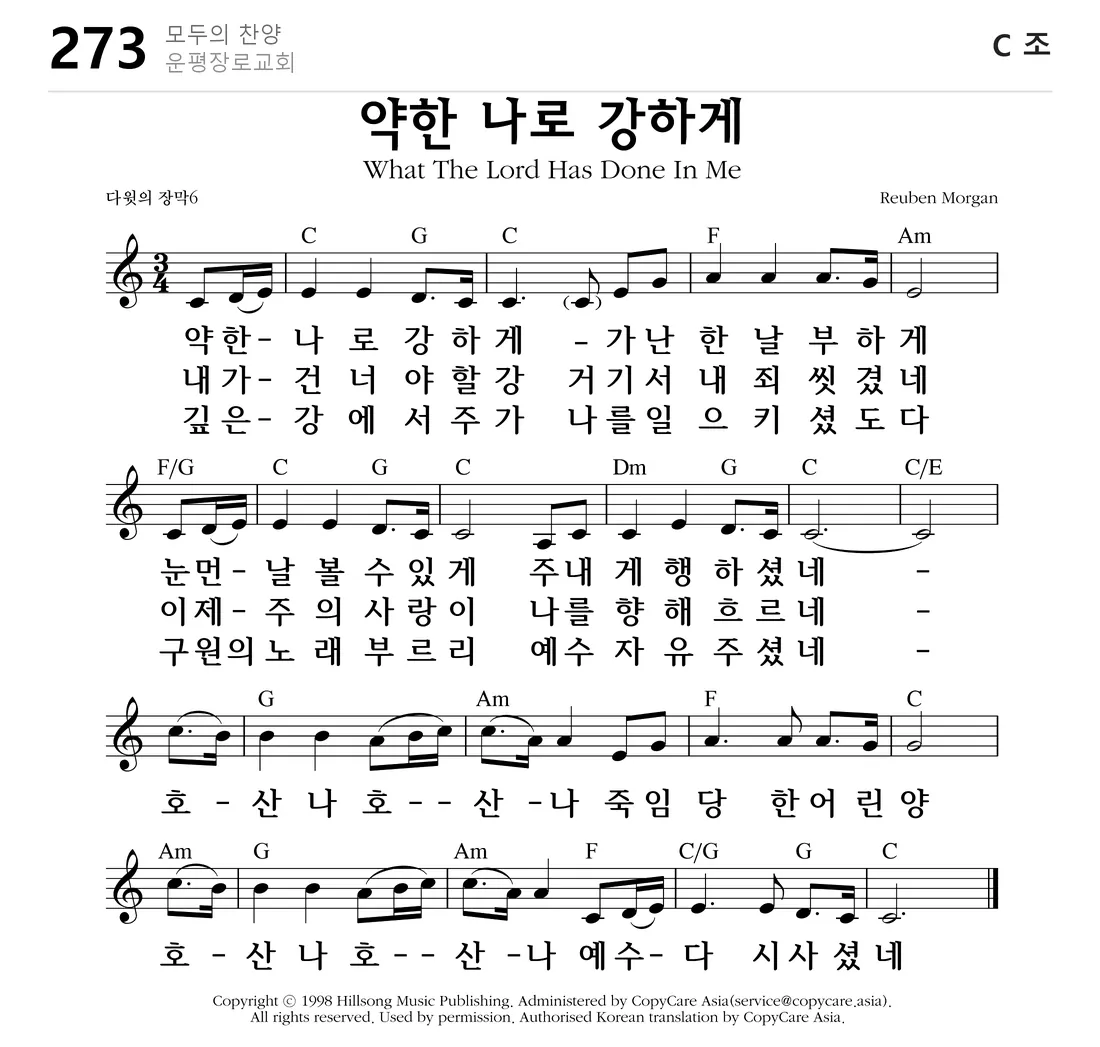 273 모두의 찬양
운평장로교회
C 조
약한 나로 강하게
What The Lord Has Done In Me
다윗의 장막6 Reuben Morgan
C G C F Am
3
4
약 한 - 나 로 강 하 게 - 가 난 한 날 부 하 게
내 가 - 건 너 야 할 강 거 기 서 내 죄 씻 겼 네
깊 은 - 강 에 서 주 가 나 를 일 으 키 셨 도 다
F/G C G C Dm G C C/E
눈 먼 - 날 볼 수 있 게 주 내 게 행 하 셨 네 -
이 제 - 주 의 사 랑 이 나 를 향 해 흐 르 네 -
구 원 의 노 래 부 르 리 예 수 자 유 주 셨 네 -
G Am F C
호 - 산 나 호 - - 산 - 나 죽 임 당 한 어 린 양
Am G Am F C/G G C
호 - 산 나 호 - - 산 - 나 예 수 - 다 시 사 셨 네
Copyright ⓒ 1998 Hillsong Music Publishing. Administered by CopyCare Asia(service@copycare.asia).
All rights reserved. Used by permission. Authorised Korean translation by CopyCare Asia.